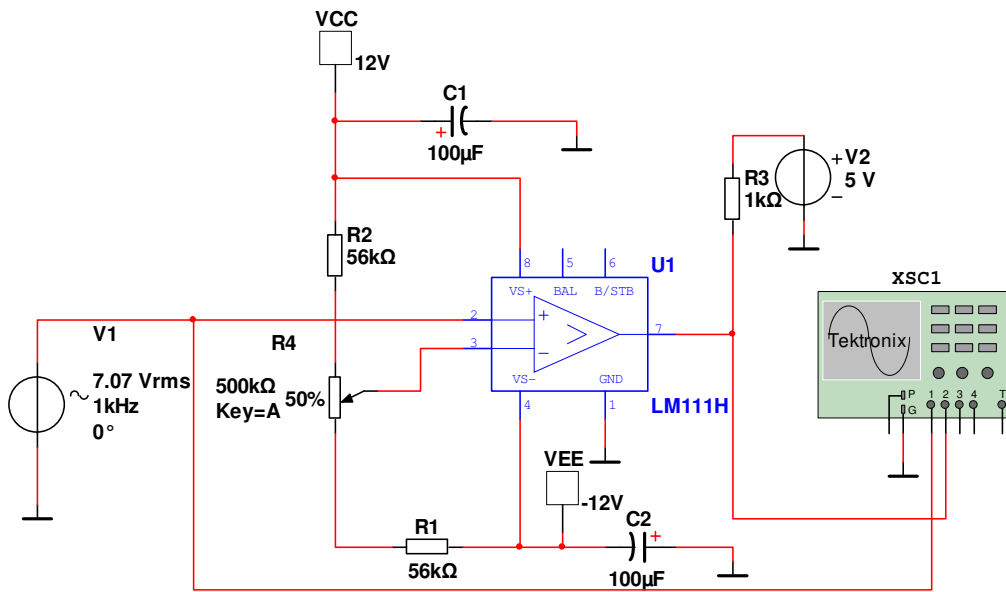 VCC
12V
C1
+
100µF
R2
56kΩ
V1
7.07 Vrms
1kHz
0°
R4
500kΩ
Key=A
50%
U1
8
5
6
VS+
BAL
B/STB
2
+
3
−
7
VS-
GND
4
1
LM111H
R3
1kΩ
+
V2
5 V
−
XSC1
Tektronix
P
G
1 2 3 4
T
VEE
-12V
R1
56kΩ
C2
+
100µF